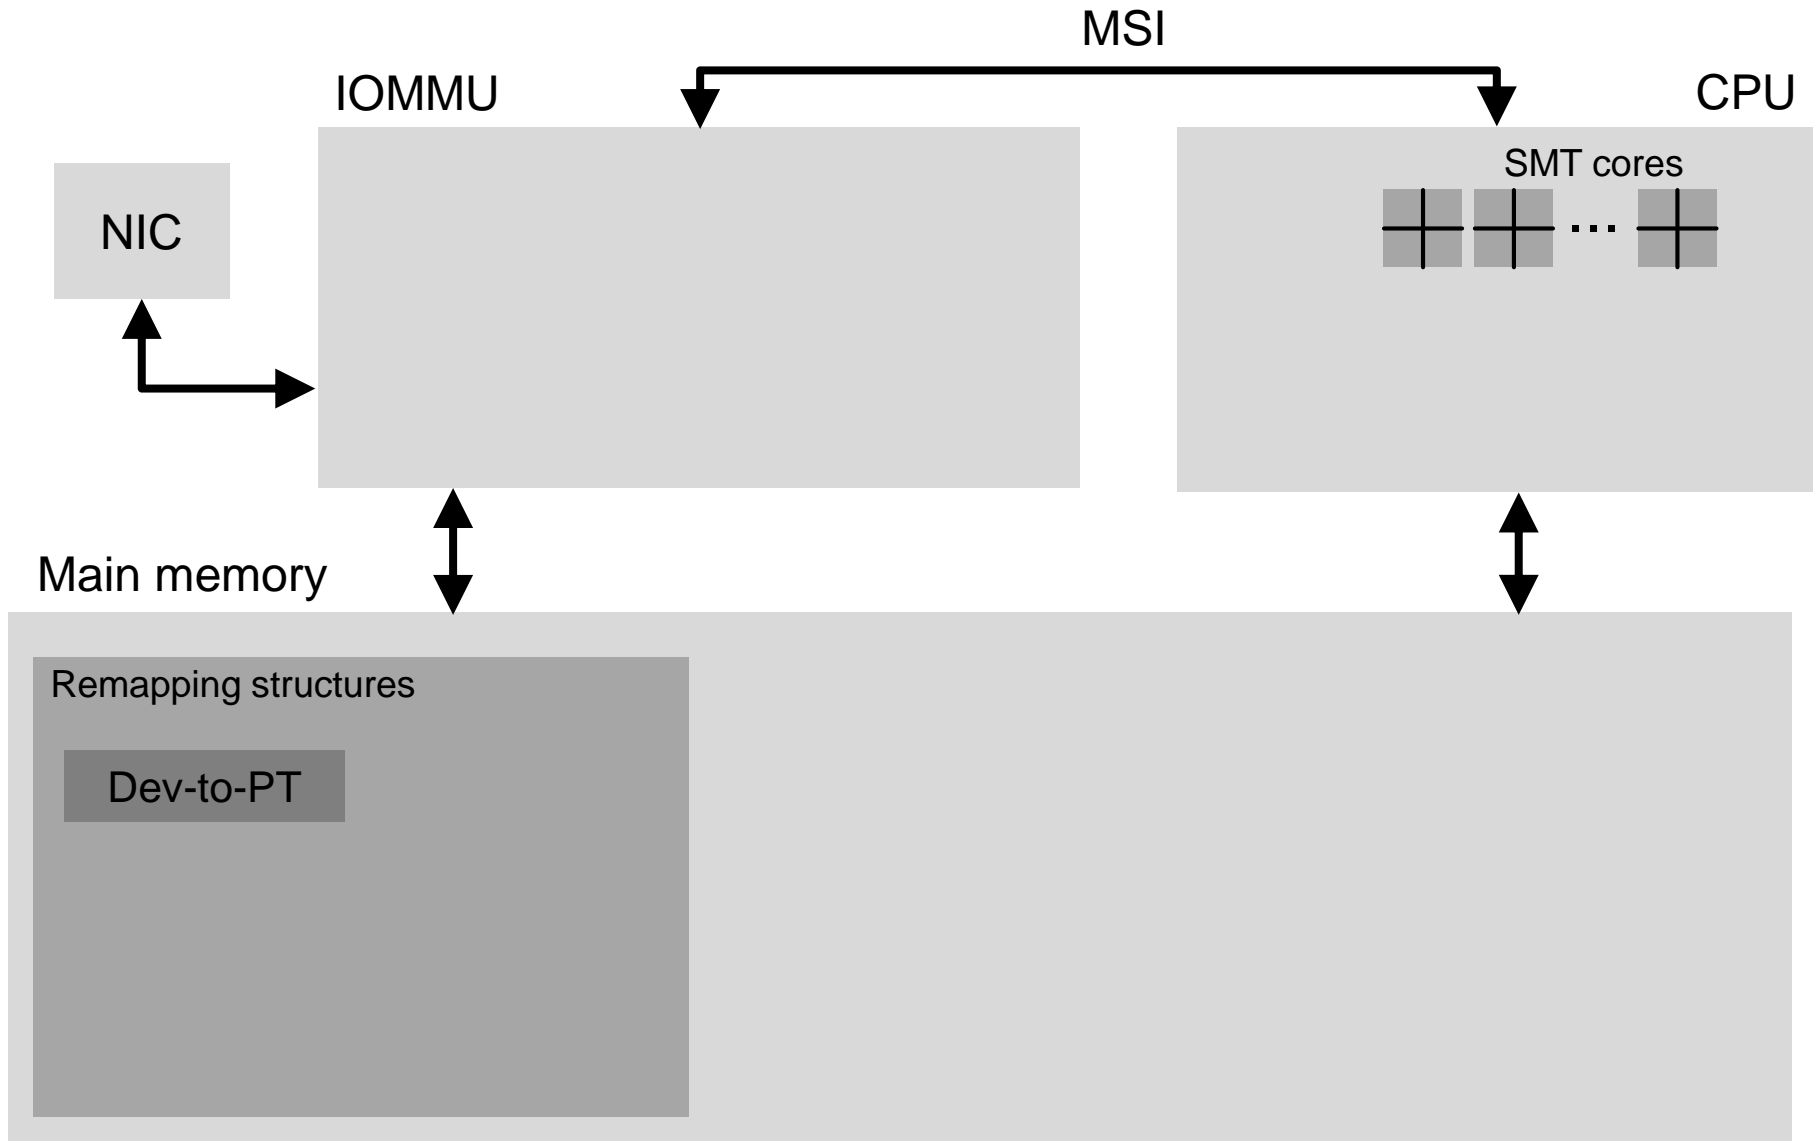 MSI
IOMMU
CPU
SMT cores
NIC
...
Main memory
Remapping structures
Dev-to-PT